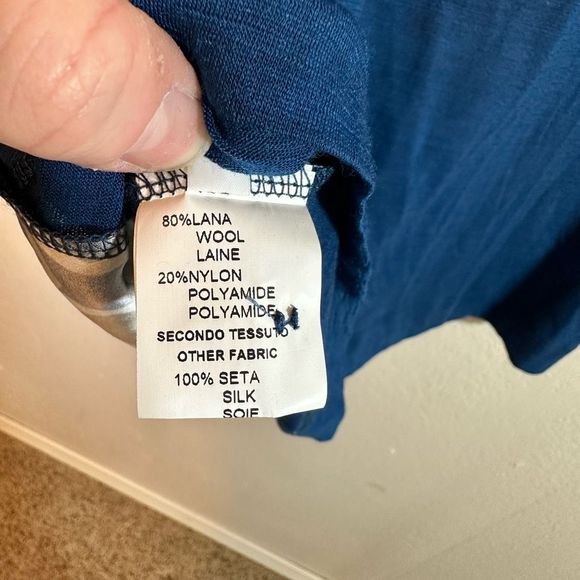 80%LANA
WOOL
LAINE
20%NYLON
POLYAMIDE
POLYAMIDE
SECONDO TESSUTO
OTHER FABRIC
100% SETA
SILK
SOIE